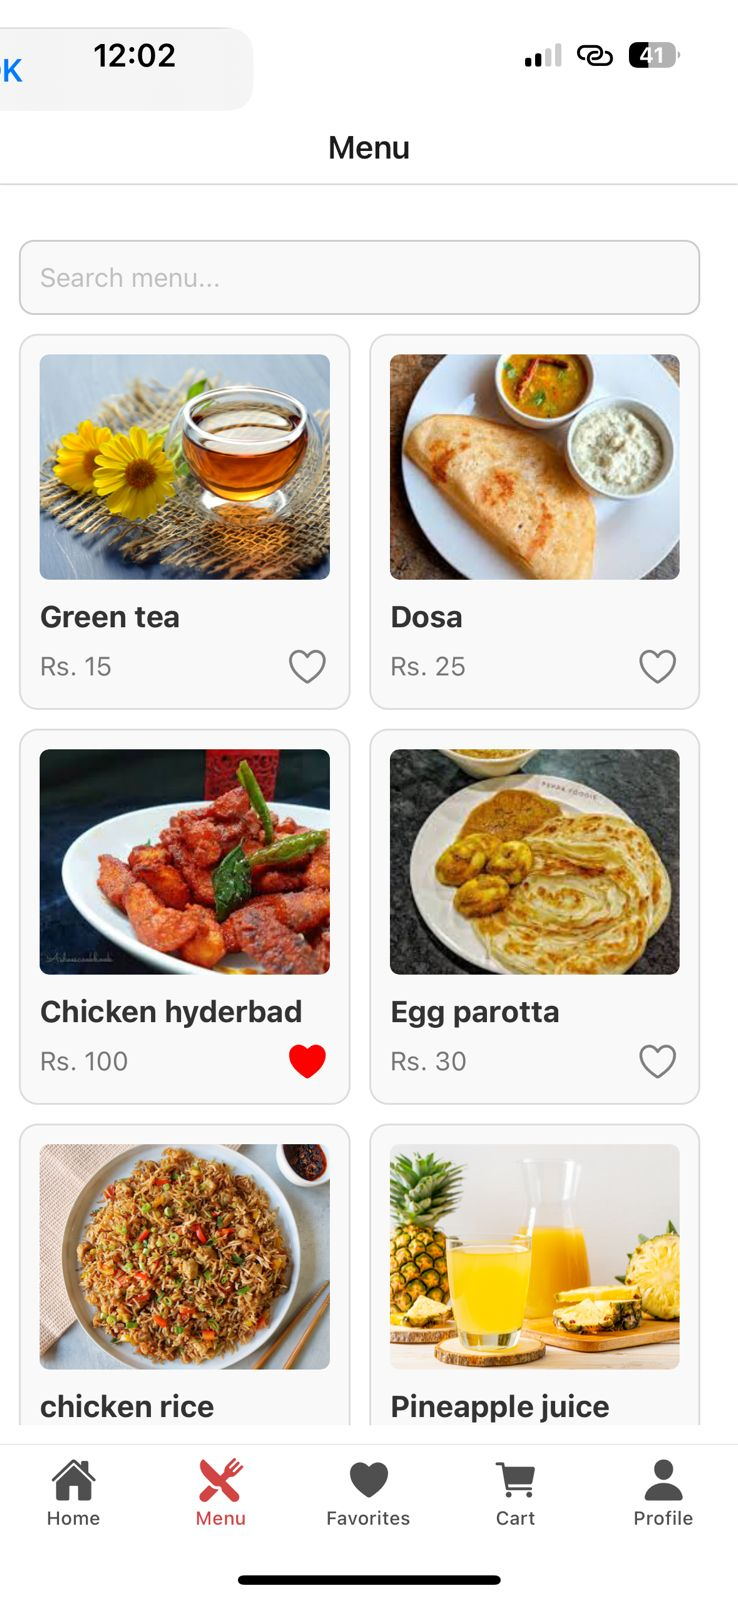 K 12:02 41
Menu
Search menu...
Green tea Dosa
Rs. 15 Rs. 25
Chicken hyderbad Egg parotta
Rs. 100 Rs. 30
chicken rice Pineapple juice
Home Menu Favorites Cart Profile